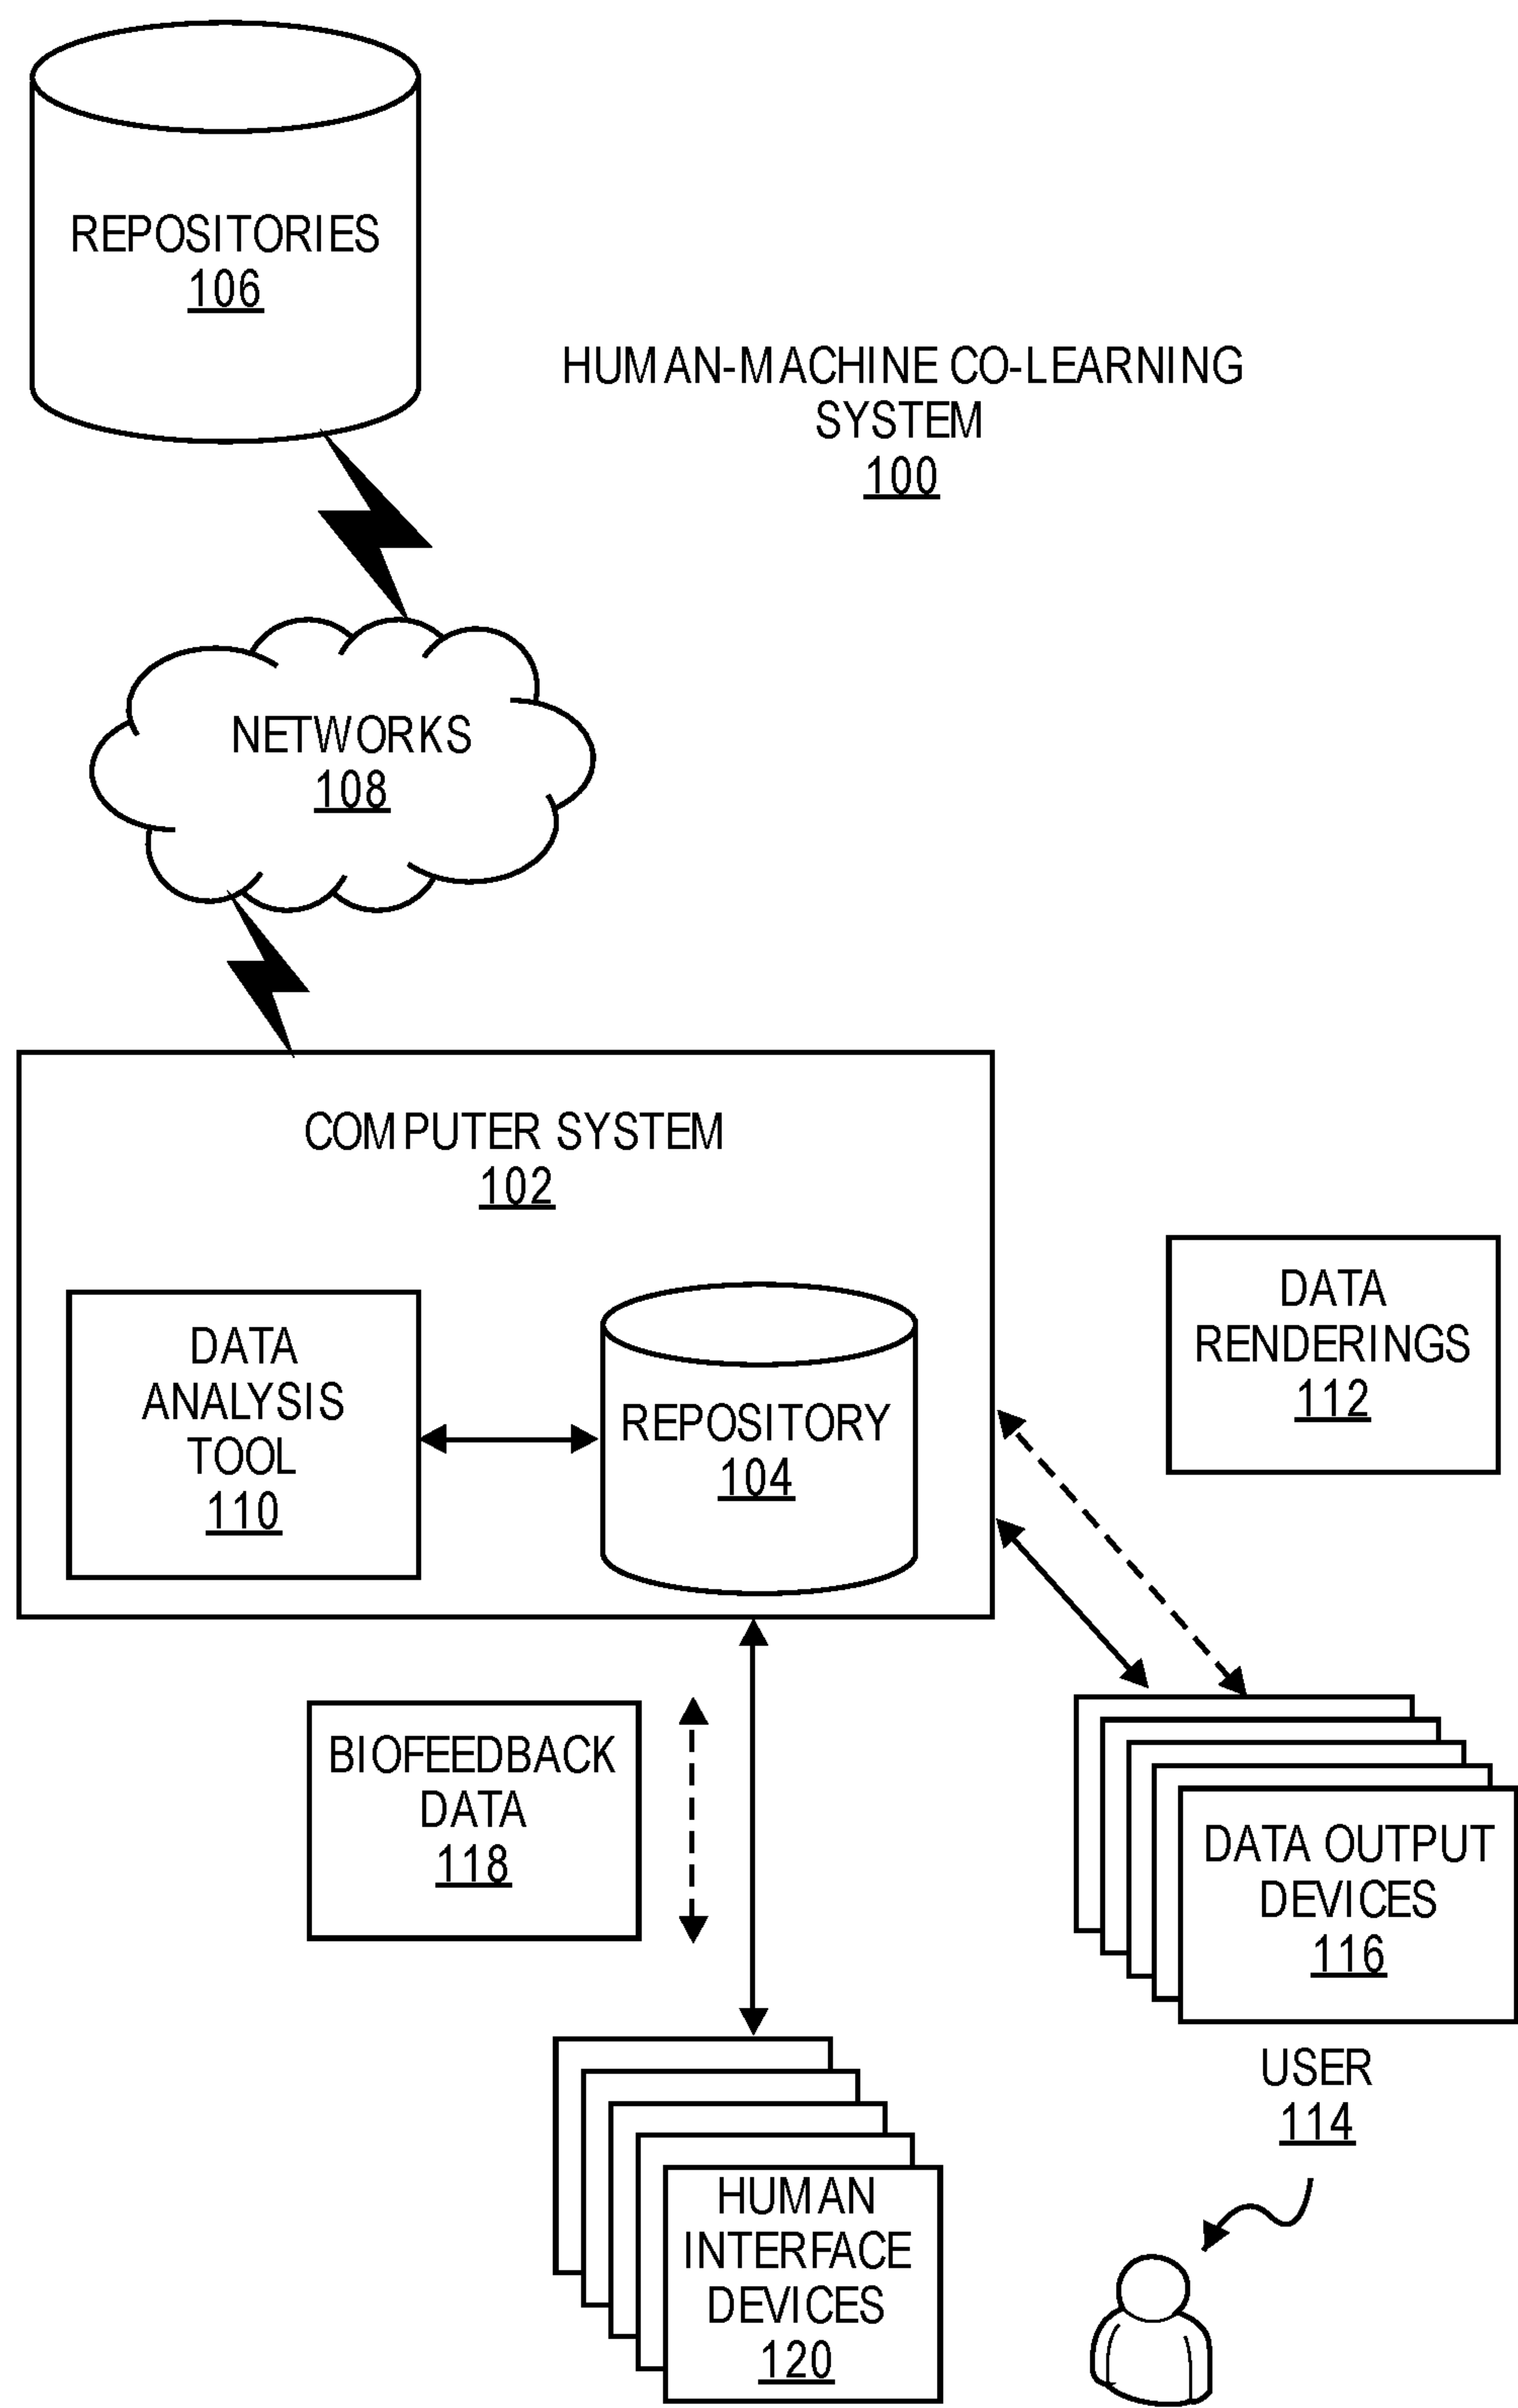 REPOSITORIES
106
HUMAN-MACHINE CO-LEARNING
SYSTEM
100
NETWORKS
108
COMPUTER SYSTEM
102
DATA
ANALYSIS
TOOL
110
REPOSITORY
104
DATA
RENDERINGS
112
BIOFEEDBACK
DATA
118
DATA OUTPUT
DEVICES
116
USER
114
HUMAN
INTERFACE
DEVICES
120